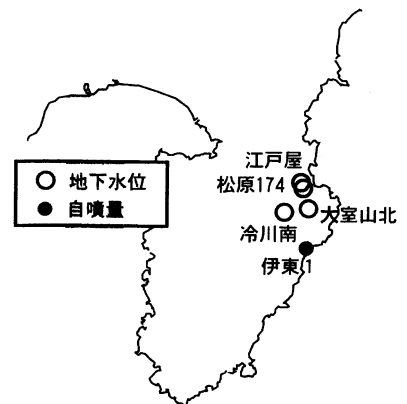 江戸屋
松原174
地下水位
自噴量
大室山北
冷川南
伊東1